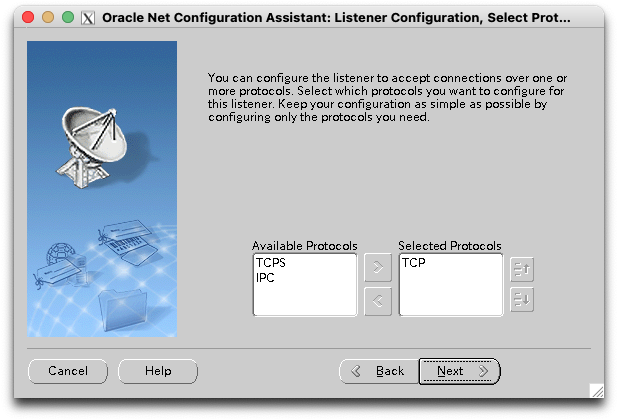 Oracle Net Configuration Assistant: Listener Configuration, Select Prot...
You can configure the listener to accept connections over one or
more protocols. Select which protocols you want to configure for
this listener. Keep your configuration as simple as possible by
configuring only the protocols you need.
Available Protocols
TCPS
IPC
Selected Protocols
TCP
Cancel
Help
Back
Next